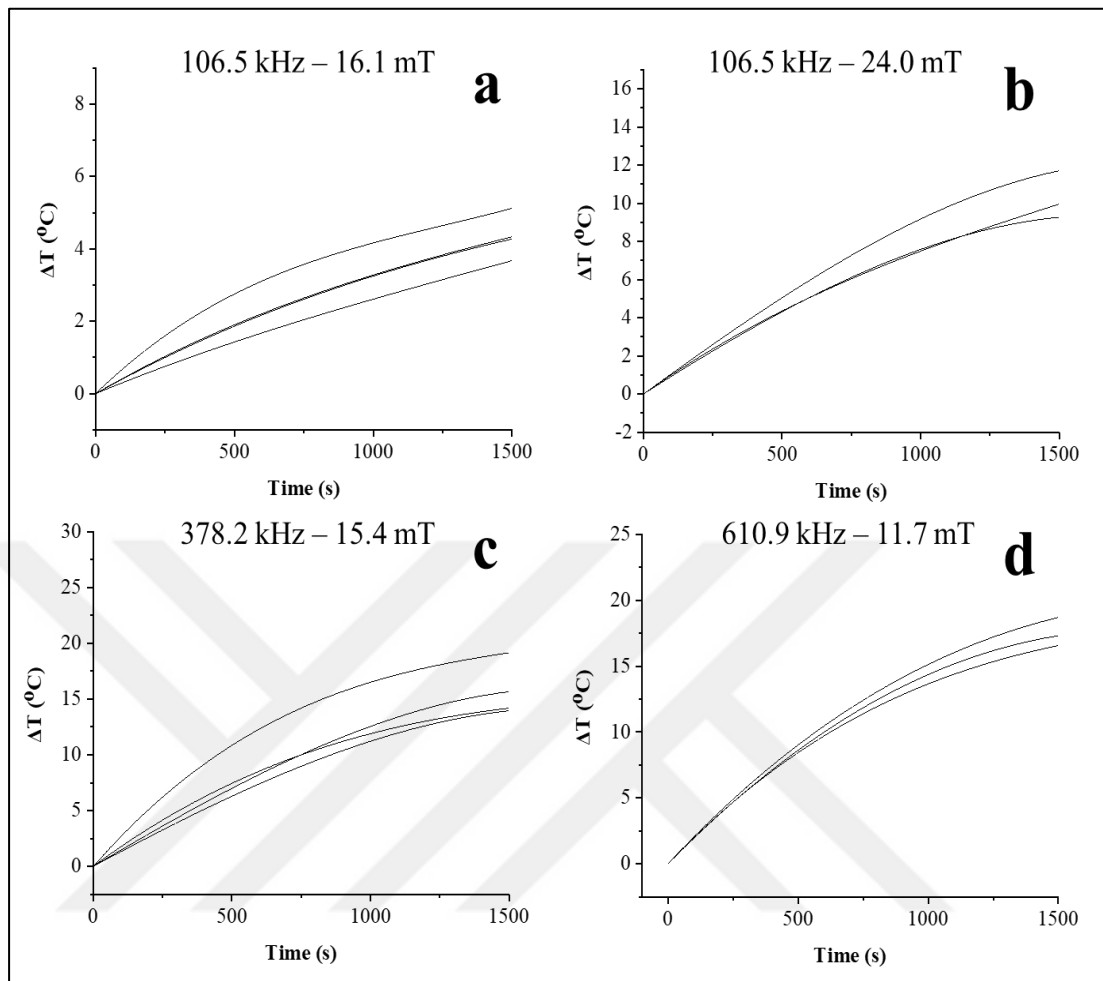 106.5 kHz – 16.1 mT
a
8
6
4
2
0
ΔT (⁰C)
0 500 1000 1500
Time (s)
106.5 kHz – 24.0 mT
b
16
14
12
10
8
6
4
2
0
-2
ΔT (⁰C)
0 500 1000 1500
Time (s)
378.2 kHz – 15.4 mT
c
30
25
20
15
10
5
0
ΔT (⁰C)
0 500 1000 1500
Time (s)
610.9 kHz – 11.7 mT
d
25
20
15
10
5
0
ΔT (⁰C)
0 500 1000 1500
Time (s)